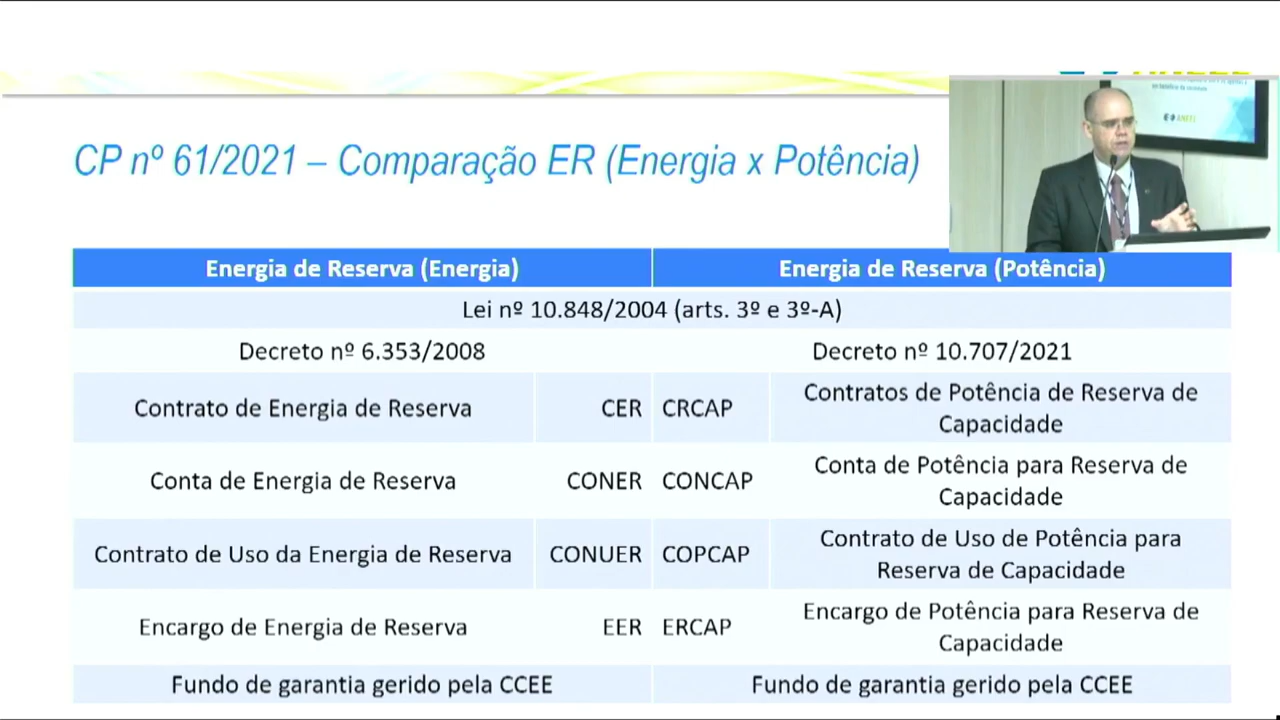 CP nº 61/2021 – Comparação ER (Energia x Potência)
ANEEL
Energia de Reserva (Energia) Energia de Reserva (Potência)
Lei nº 10.848/2004 (arts. 3º e 3º-A)
Decreto nº 6.353/2008 Decreto nº 10.707/2021
Contrato de Energia de Reserva CER CRCAP Contratos de Potência de Reserva de
Capacidade
Conta de Energia de Reserva CONER CONCAP Conta de Potência para Reserva de
Capacidade
Contrato de Uso da Energia de Reserva CONUER COPCAP Contrato de Uso de Potência para
Reserva de Capacidade
Encargo de Energia de Reserva EER ERCAP Encargo de Potência para Reserva de
Capacidade
Fundo de garantia gerido pela CCEE Fundo de garantia gerido pela CCEE